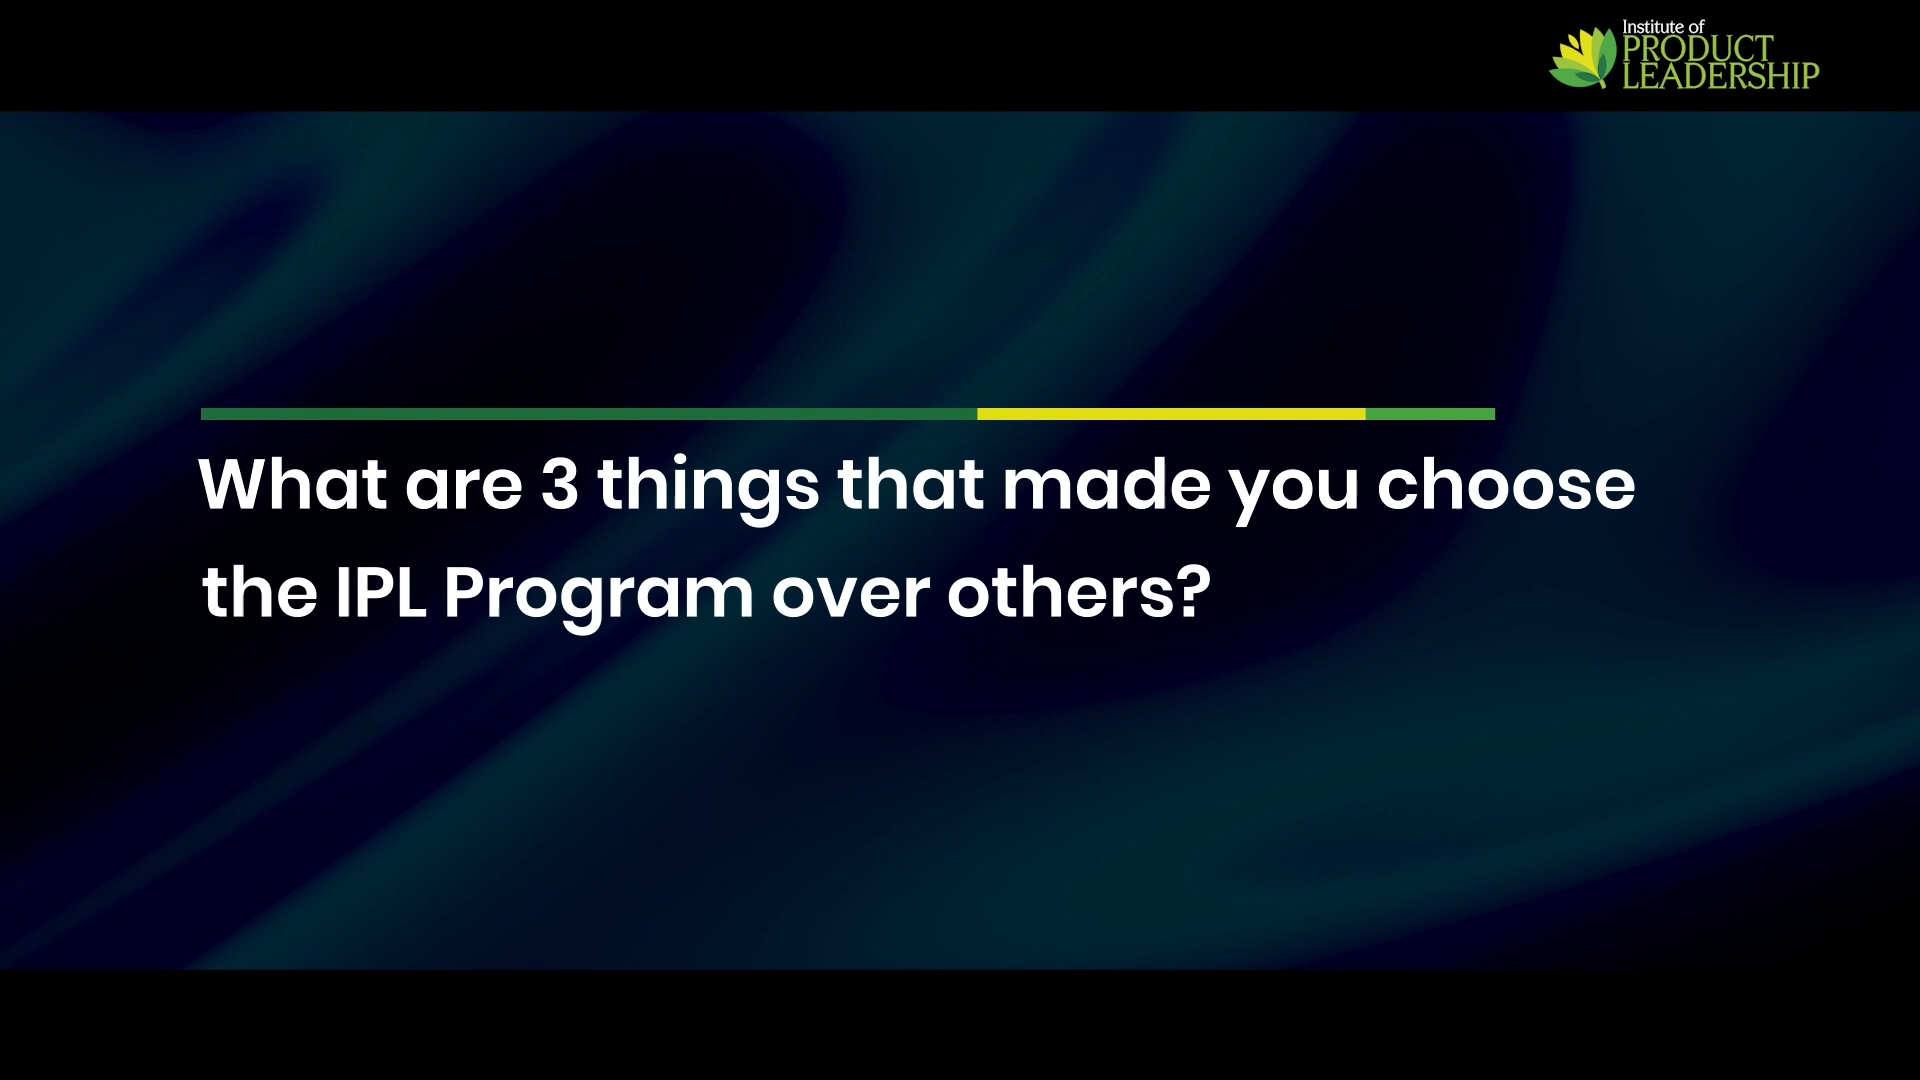 Institute of
PRODUCT
LEADERSHIP
What are 3 things that made you choose
the IPL Program over others?